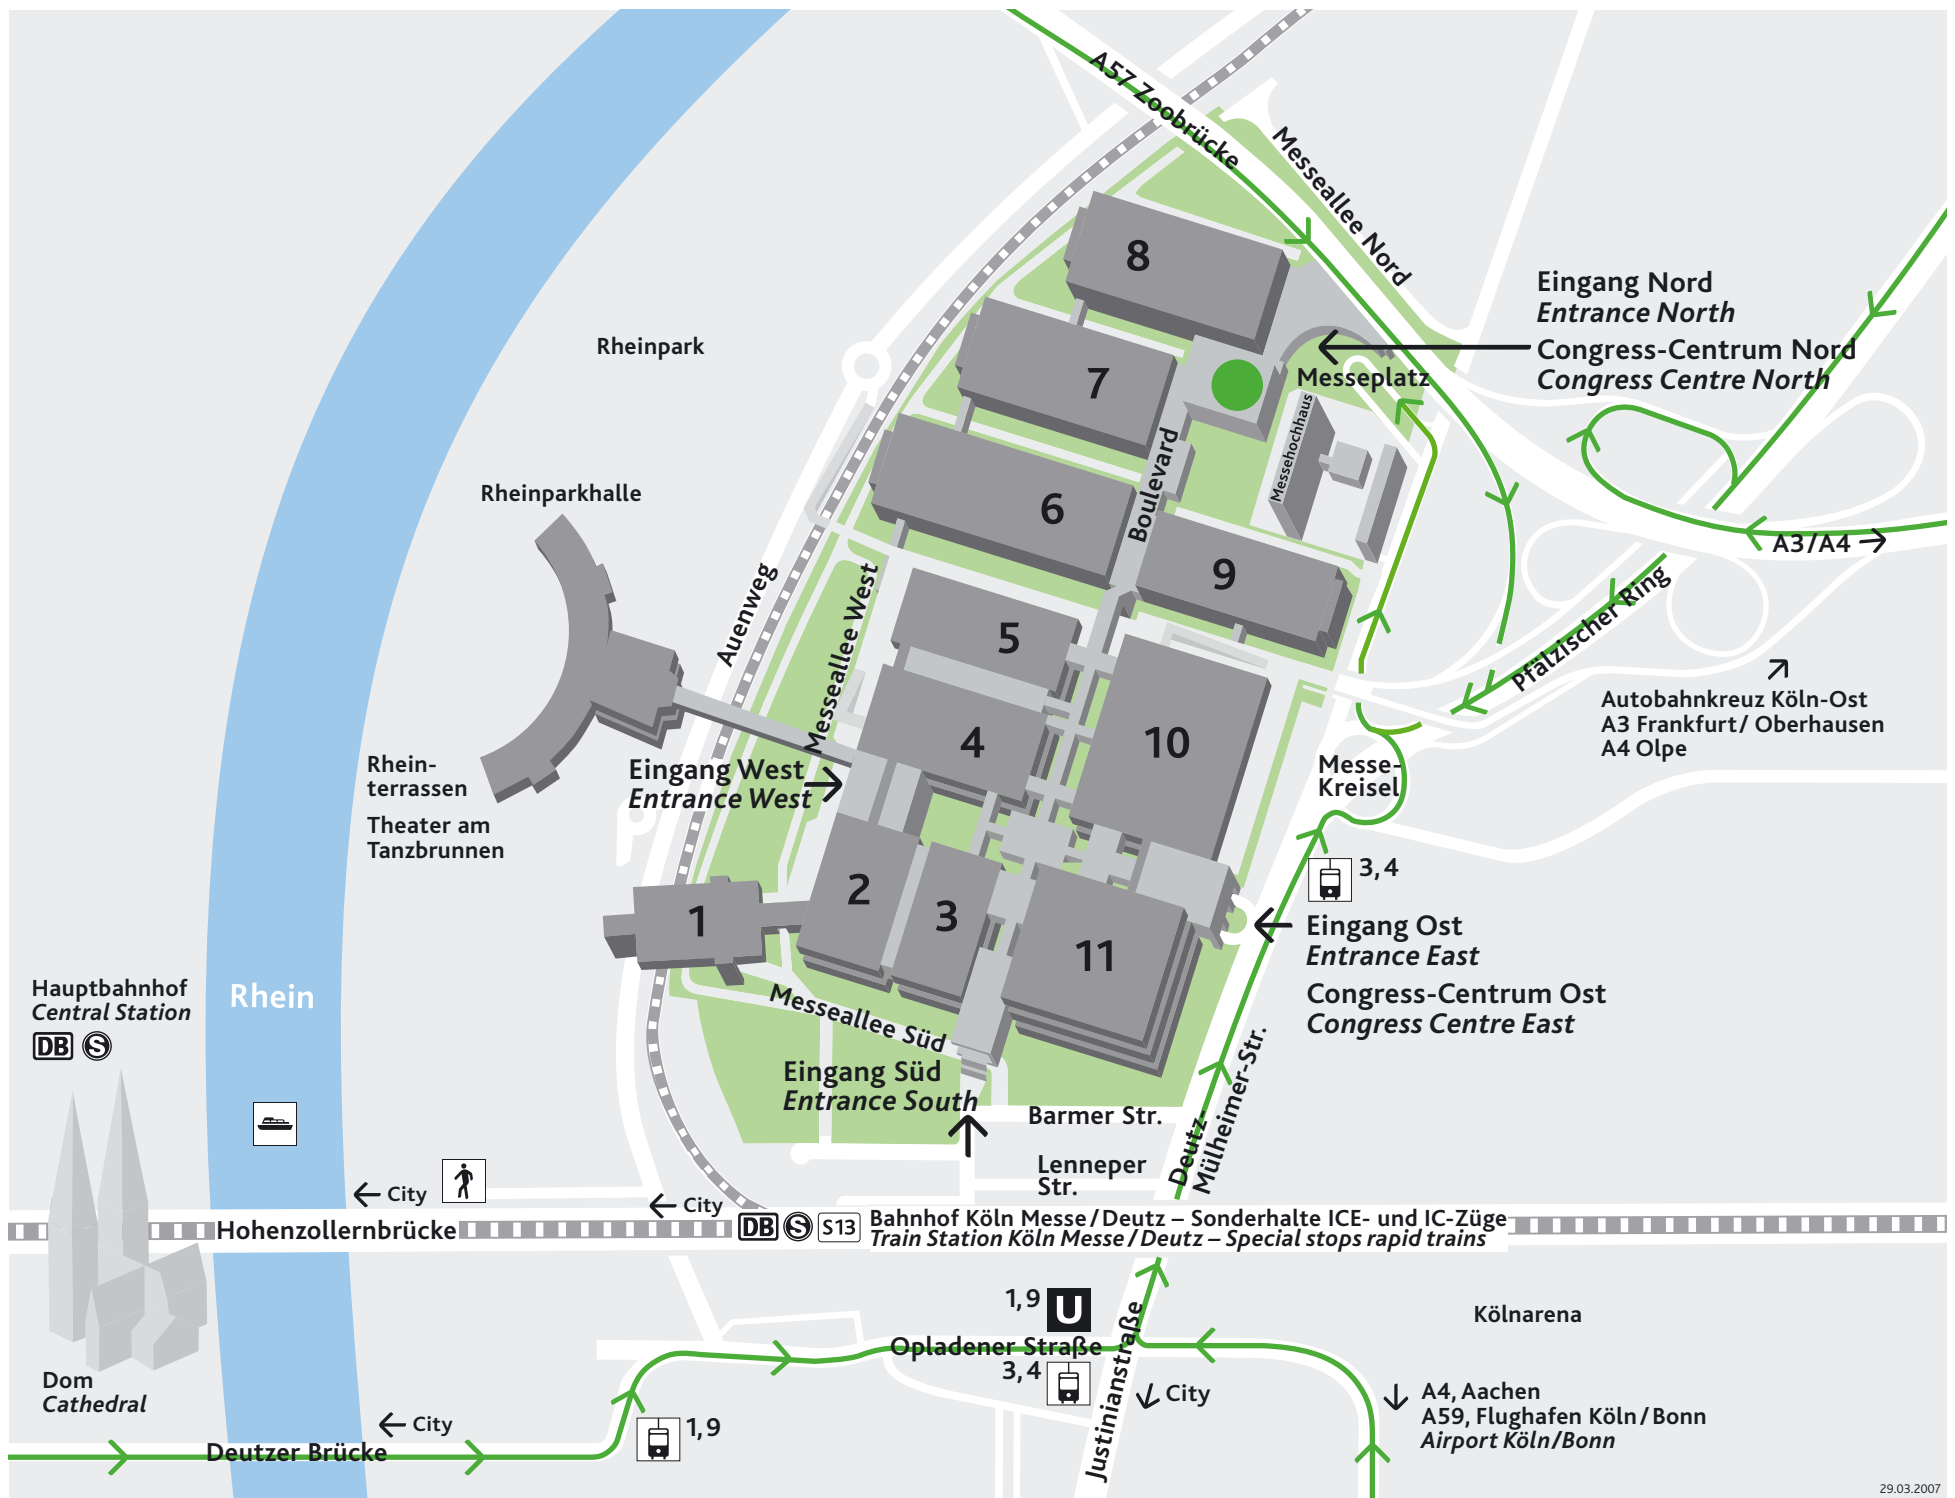 A57 Zoobrücke
Messeallee Nord
8
Eingang Nord
Entrance North
Congress-Centrum Nord
Congress Centre North
Rheinpark
7
Messeplatz
Messehochhaus
Boulevard
Rheinparkhalle
6
A3/A4
9
Pfälzischer Ring
Auenweg
Messeallee West
5
Autobahnkreuz Köln-Ost
A3 Frankfurt/ Oberhausen
A4 Olpe
4
10
Messe-
Kreisel
Rhein-
terrassen
Theater am
Tanzbrunnen
Eingang West
Entrance West
3, 4
2
3
1
11
Eingang Ost
Entrance East
Congress-Centrum Ost
Congress Centre East
Hauptbahnhof
Central Station
DB
S
Rhein
Messeallee Süd
Eingang Süd
Entrance South
Barmer Str.
Lenneper
Str.
Deutz-
Mülheimer-Str.
City
City
Hohenzollernbrücke
DB
S
S13
Bahnhof Köln Messe/Deutz – Sonderhalte ICE- und IC-Züge
Train Station Köln Messe/Deutz – Special stops rapid trains
1, 9
U
Kölnarena
Opladener Straße
3, 4
Justinianstraße
City
Dom
Cathedral
City
1, 9
Deutzer Brücke
A4, Aachen
A59, Flughafen Köln/Bonn
Airport Köln/Bonn
29.03.2007